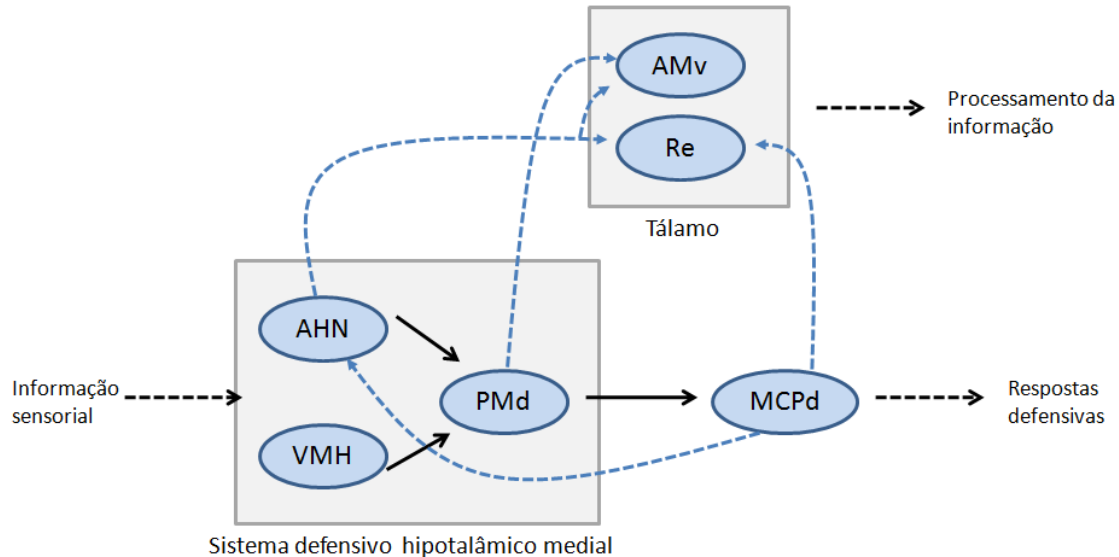 AMv
Re
Tálamo
Processamento da
informação
Informação
sensorial
AHN
VMH
PMd
MCPd
Respostas
defensivas
Sistema defensivo hipotalâmico medial